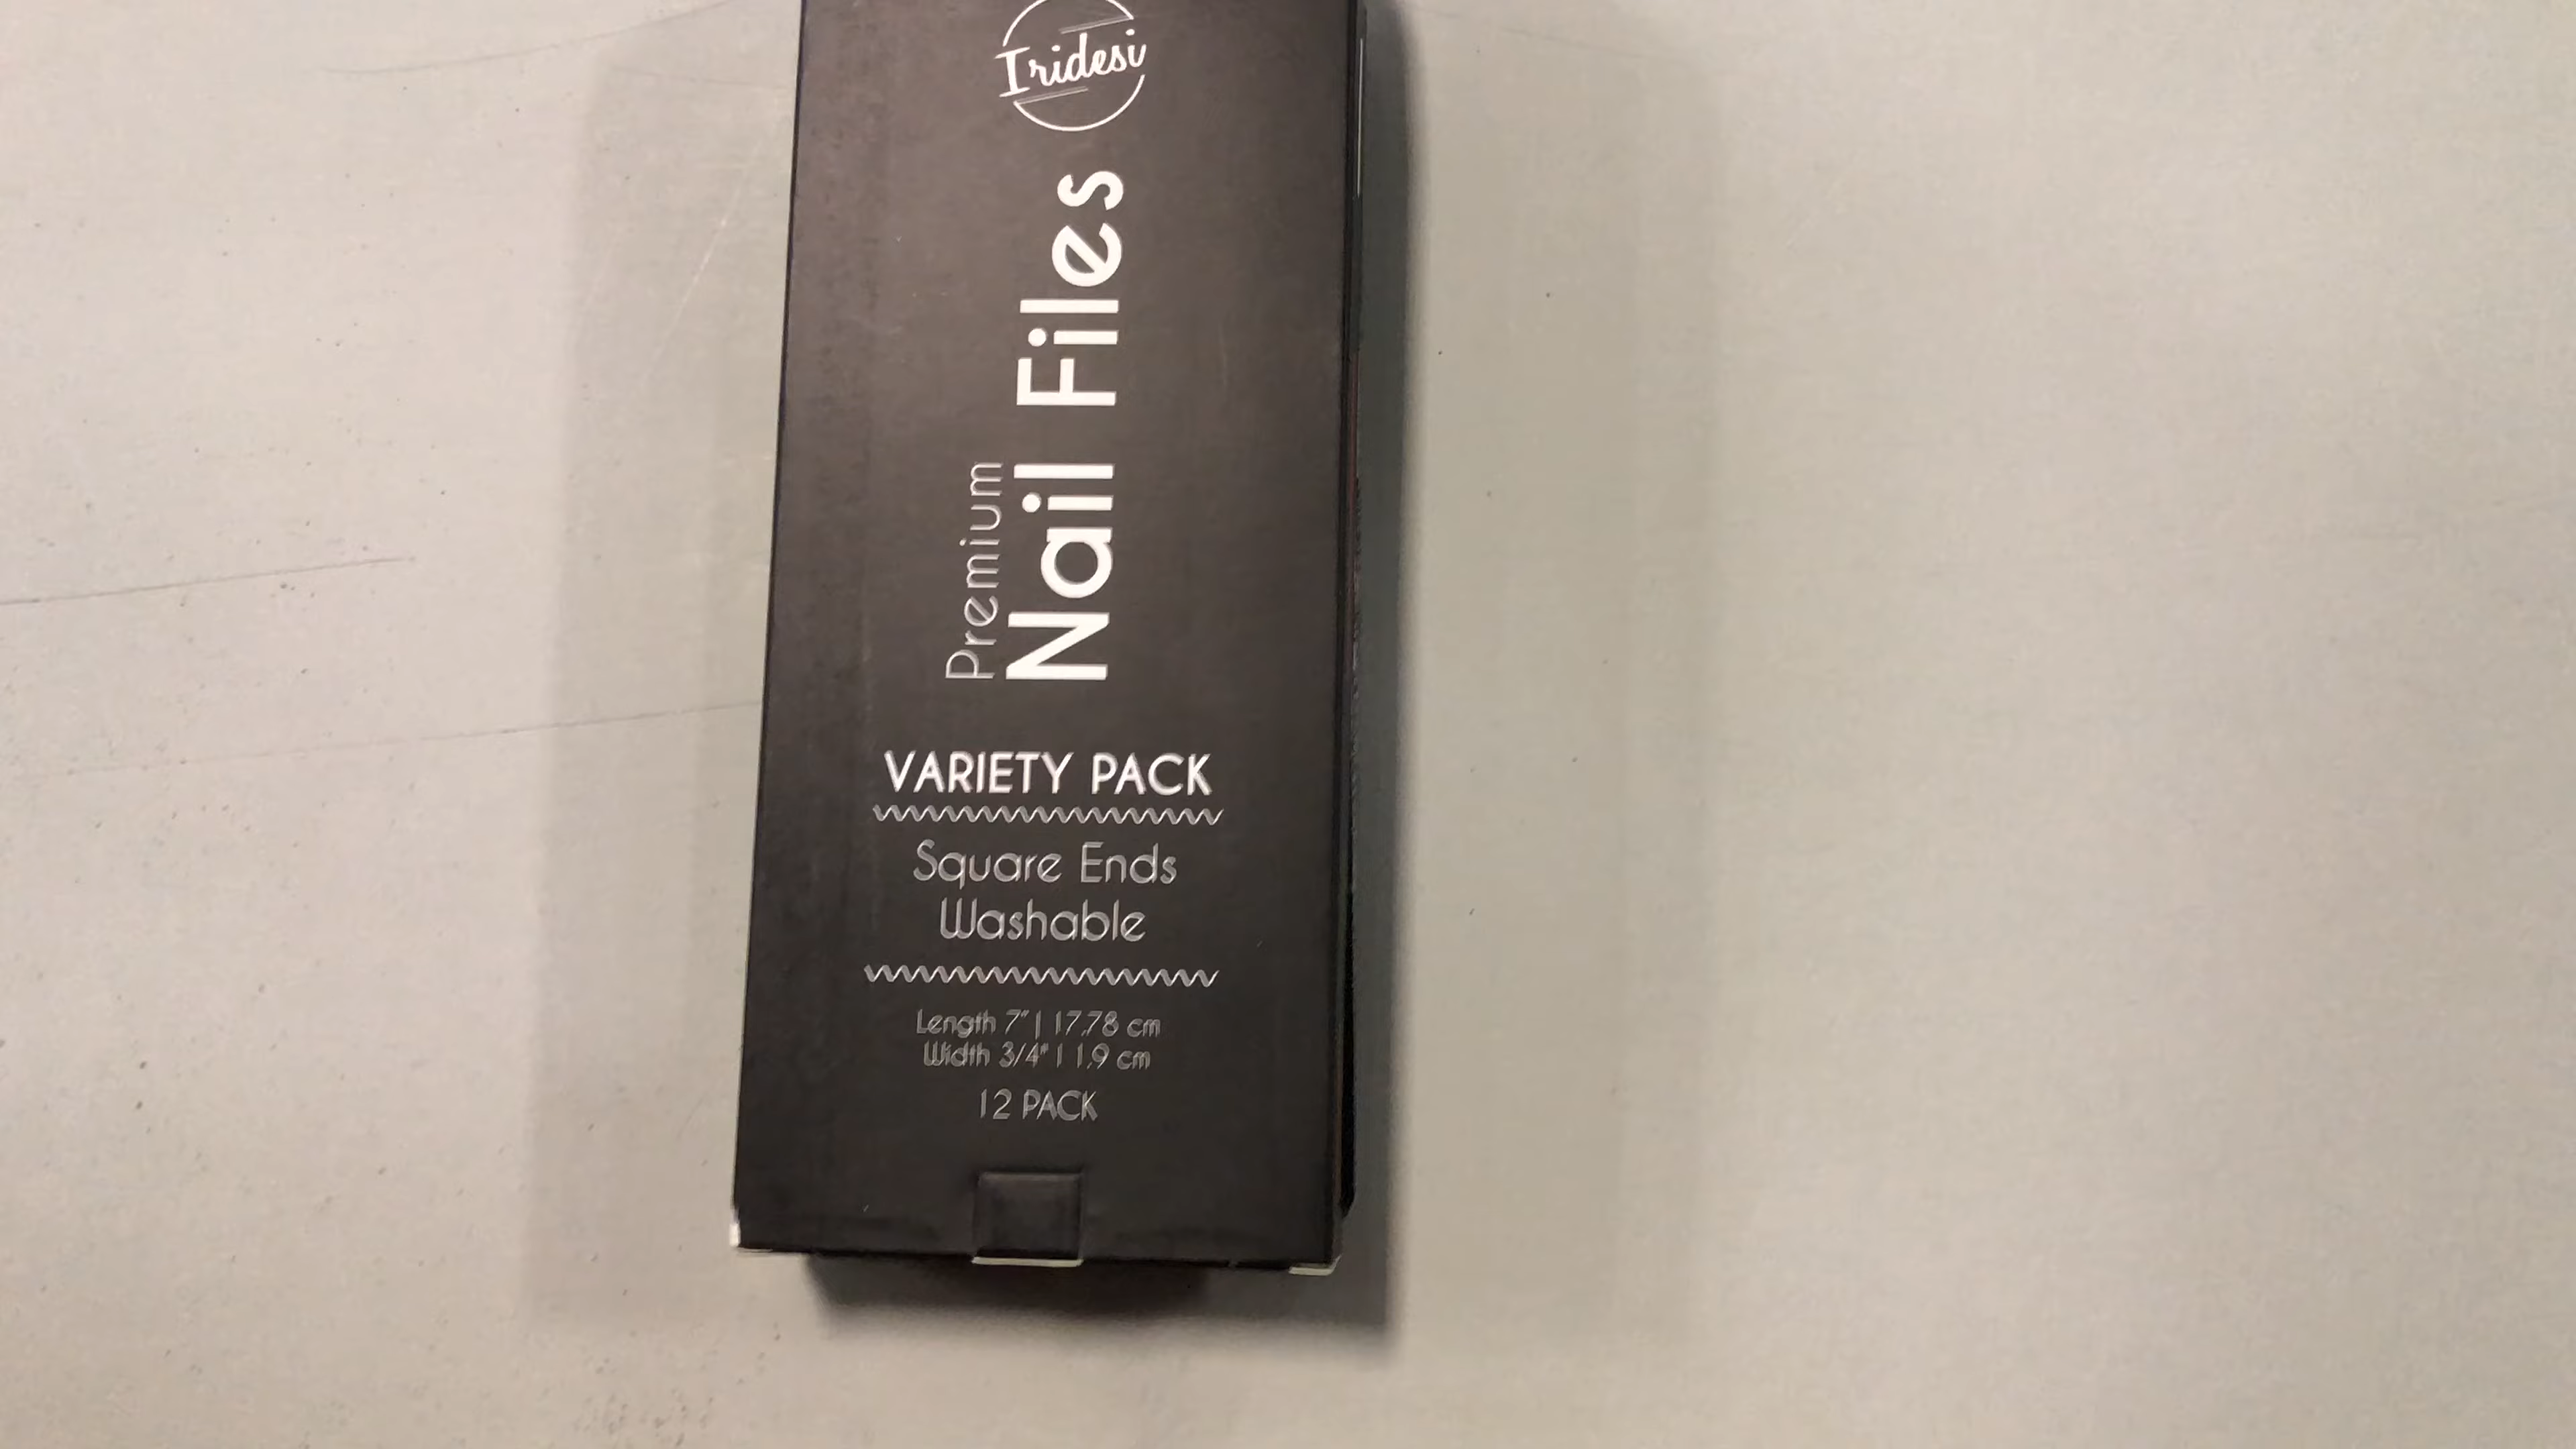 Iridesi
Premium
Nail Files
VARIETY PACK
Square Ends
Washable
Length 7" | 17.78 cm
Width 3/4" | 1.9 cm
12 PACK